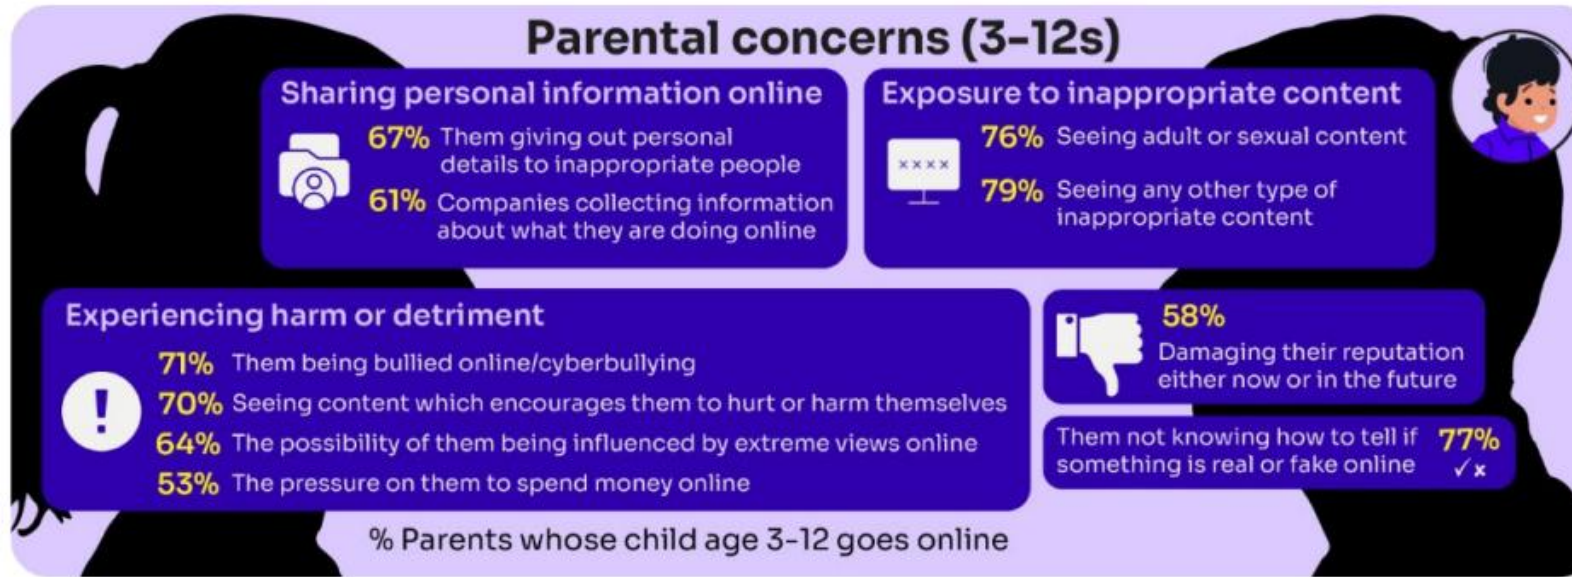 Parental concerns (3-12s)
Sharing personal information online
67% Them giving out personal
details to inappropriate people
61% Companies collecting information
about what they are doing online
Exposure to inappropriate content
xxxx
76% Seeing adult or sexual content
79% Seeing any other type of
inappropriate content
Experiencing harm or detriment
!
71% Them being bullied online/cyberbullying
70% Seeing content which encourages them to hurt or harm themselves
64% The possibility of them being influenced by extreme views online
53% The pressure on them to spend money online
58%
Damaging their reputation
either now or in the future
Them not knowing how to tell if 77%
something is real or fake online ✓x
% Parents whose child age 3-12 goes online